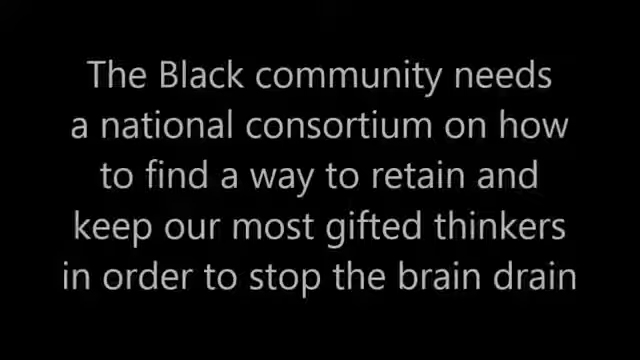 The Black community needs
a national consortium on how
to find a way to retain and
keep our most gifted thinkers
in order to stop the brain drain